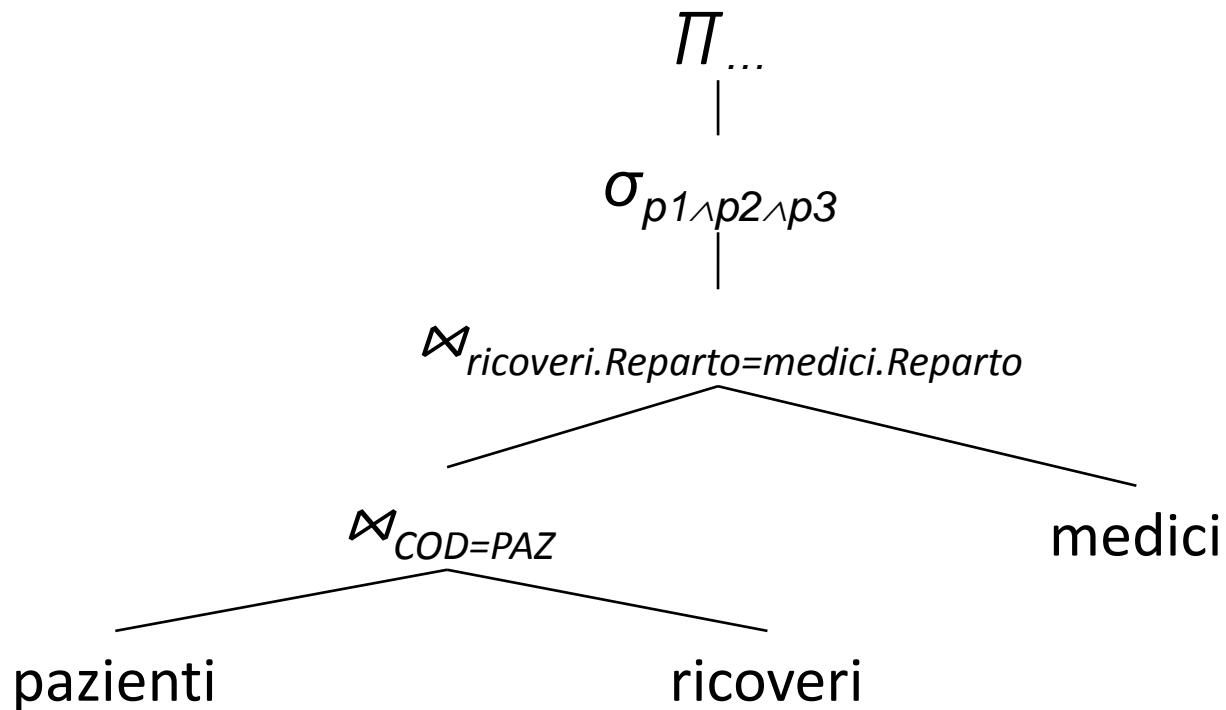 ∏...
σp1∧p2∧p3
⋈ricoveri.Reparto=medici.Reparto
⋈COD=PAZ
medici
pazienti
ricoveri